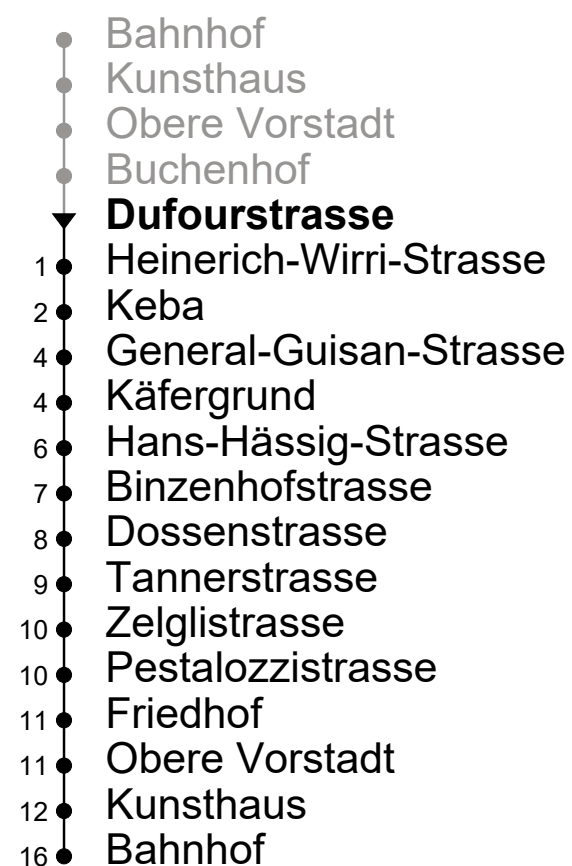 Bahnhof
Kunsthaus
Obere Vorstadt
Buchenhof
Dufourstrasse
1 Heinerich-Wirri-Strasse
2 Keba
4 General-Guisan-Strasse
4 Käfergrund
6 Hans-Hässig-Strasse
7 Binzenhofstrasse
8 Dossenstrasse
9 Tannerstrasse
10 Zelglistrasse
10 Pestalozzistrasse
11 Friedhof
11 Obere Vorstadt
12 Kunsthaus
16 Bahnhof